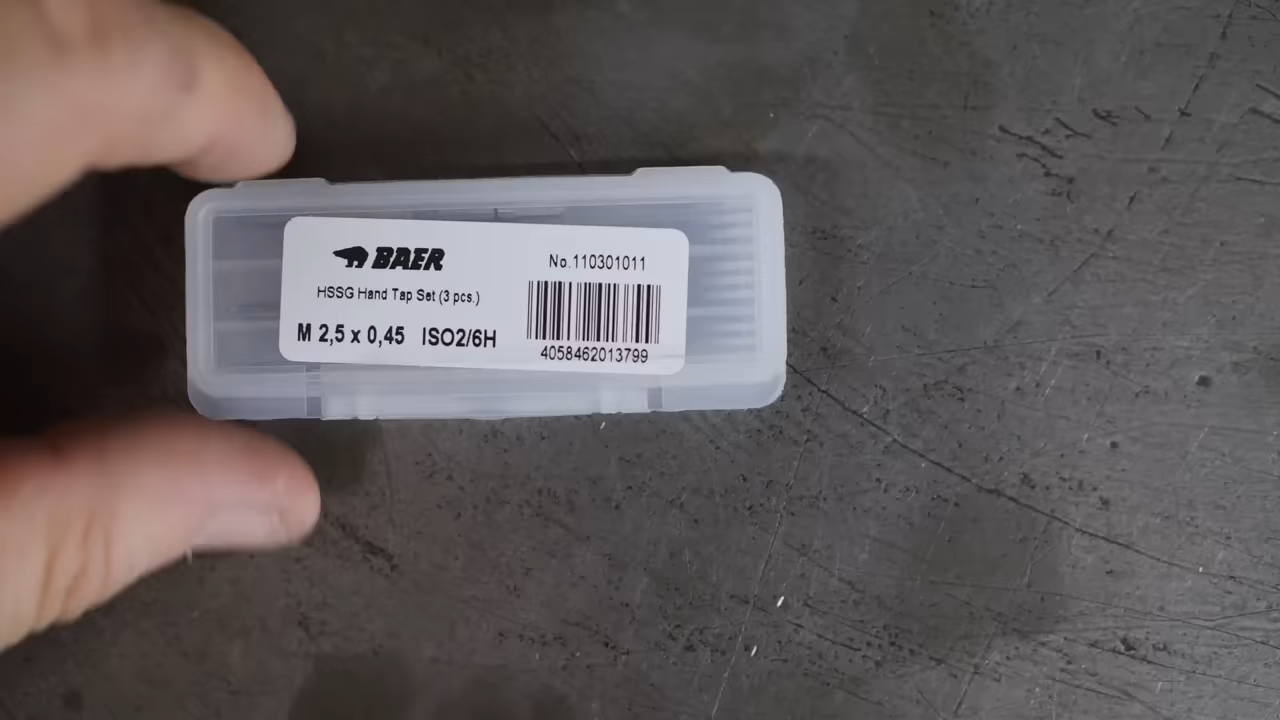 BAER
HSSG Hand Tap Set (3 pcs.)
M 2,5 x 0,45 ISO2/6H
No.110301011
4058462013799